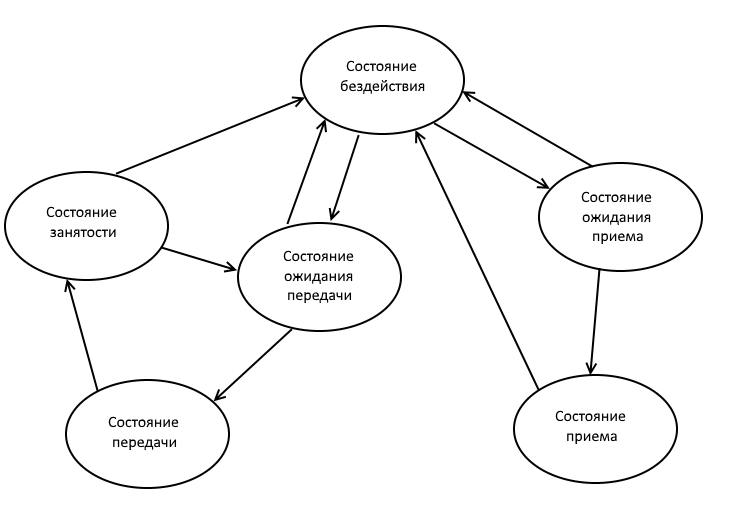 Состояние
бездействия
Состояние
занятости
Состояние
ожидания
приема
Состояние
ожидания
передачи
Состояние
передачи
Состояние
приема